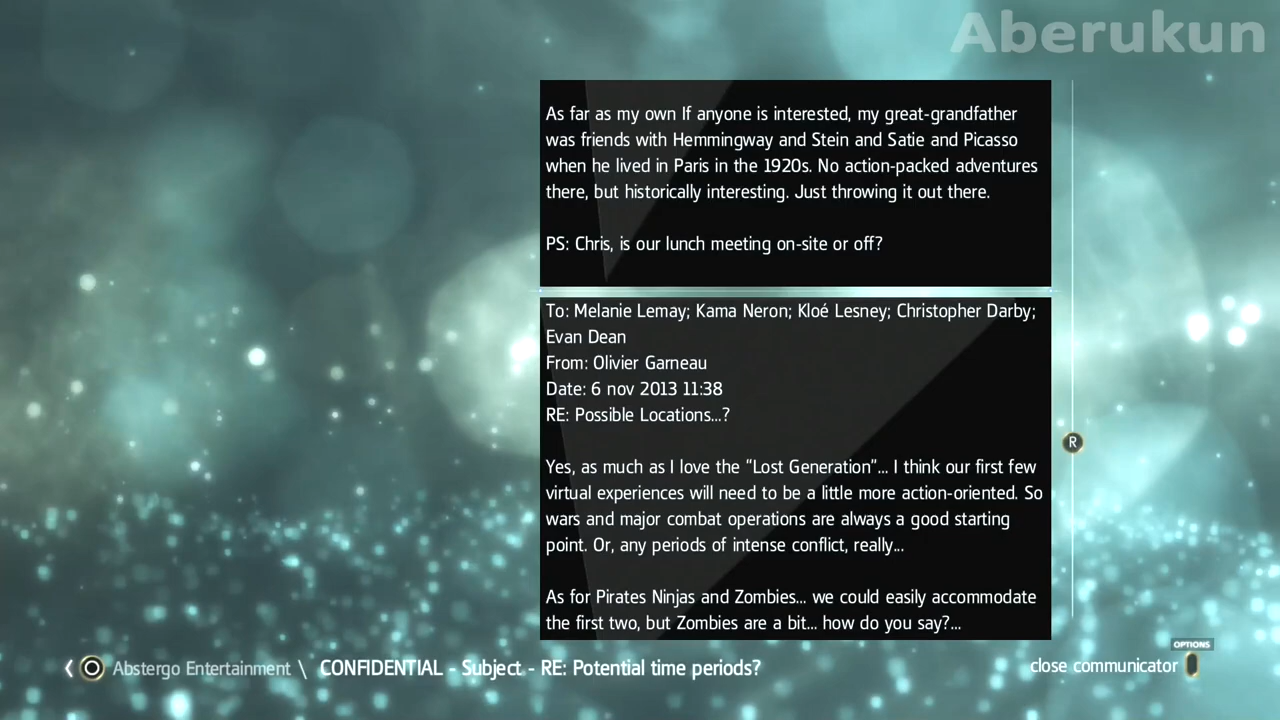 Aberukun
As far as my own If anyone is interested, my great-grandfather
was friends with Hemmingway and Stein and Satie and Picasso
when he lived in Paris in the 1920s. No action-packed adventures
there, but historically interesting. Just throwing it out there.
PS: Chris, is our lunch meeting on-site or off?
To: Melanie Lemay; Kama Neron; Kloé Lesney; Christopher Darby;
Evan Dean
From: Olivier Garneau
Date: 6 nov 2013 11:38
RE: Possible Locations...?
Yes, as much as I love the "Lost Generation"... I think our first few
virtual experiences will need to be a little more action-oriented. So
wars and major combat operations are always a good starting
point. Or, any periods of intense conflict, really...
As for Pirates Ninjas and Zombies... we could easily accommodate
the first two, but Zombies are a bit... how do you say?...
R
OPTIONS
Abstergo Entertainment \ CONFIDENTIAL - Subject - RE: Potential time periods?
close communicator